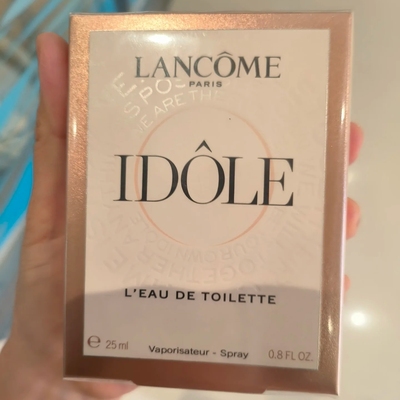 LANCÔME
PARIS
IDÔLE
L'EAU DE TOILETTE
e 25 ml
Vaporisateur - Spray
0.8 FL OZ.